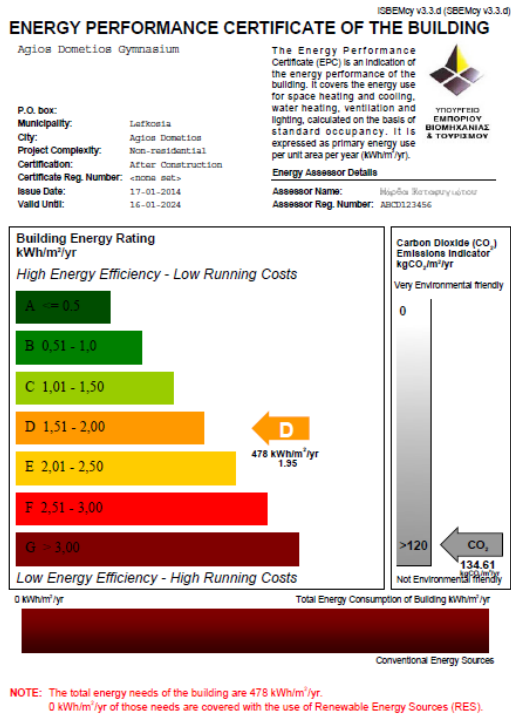 iSBEMcy v3.3.d (SBEMcy v3.3.d)
ENERGY PERFORMANCE CERTIFICATE OF THE BUILDING
Agios Dometios Gymnasium
P.O. box:
Municipality: Lefkosia
City: Agios Dometios
Project Complexity: Non-residential
Certification: After Construction
Certificate Reg. Number: <none set>
Issue Date: 17-01-2014
Valid Until: 16-01-2024
The Energy Performance
Certificate (EPC) is an indication of
the energy performance of the
building. It covers the energy use
for space heating and cooling,
water heating, ventilation and
lighting, calculated on the basis of
standard occupancy. It is
expressed as primary energy use
per unit area per year (kWh/m²/yr).
ΥΠΟΥΡΓΕΙΟ
ΕΜΠΟΡΙΟΥ
ΒΙΟΜΗΧΑΝΙΑΣ
& ΤΟΥΡΙΣΜΟΥ
Energy Assessor Details
Assessor Name:
Assessor Reg. Number: ABCD123456
Building Energy Rating
kWh/m²/yr
High Energy Efficiency - Low Running Costs
A <= 0.5
B 0,51 - 1,0
C 1,01 - 1,50
D 1,51 - 2,00
E 2,01 - 2,50
F 2,51 - 3,00
G > 3,00
D
478 kWh/m²/yr
1.95
Low Energy Efficiency - High Running Costs
Carbon Dioxide (CO₂)
Emissions Indicator
kgCO₂/m²/yr
Very Environmental friendly
0
>120
CO₂
134.61
kgCO₂/m²/yr
Not Environmental friendly
0 kWh/m²/yr
Total Energy Consumption of Building kWh/m²/yr
Conventional Energy Sources
NOTE: The total energy needs of the building are 478 kWh/m²/yr.
0 kWh/m²/yr of those needs are covered with the use of Renewable Energy Sources (RES).